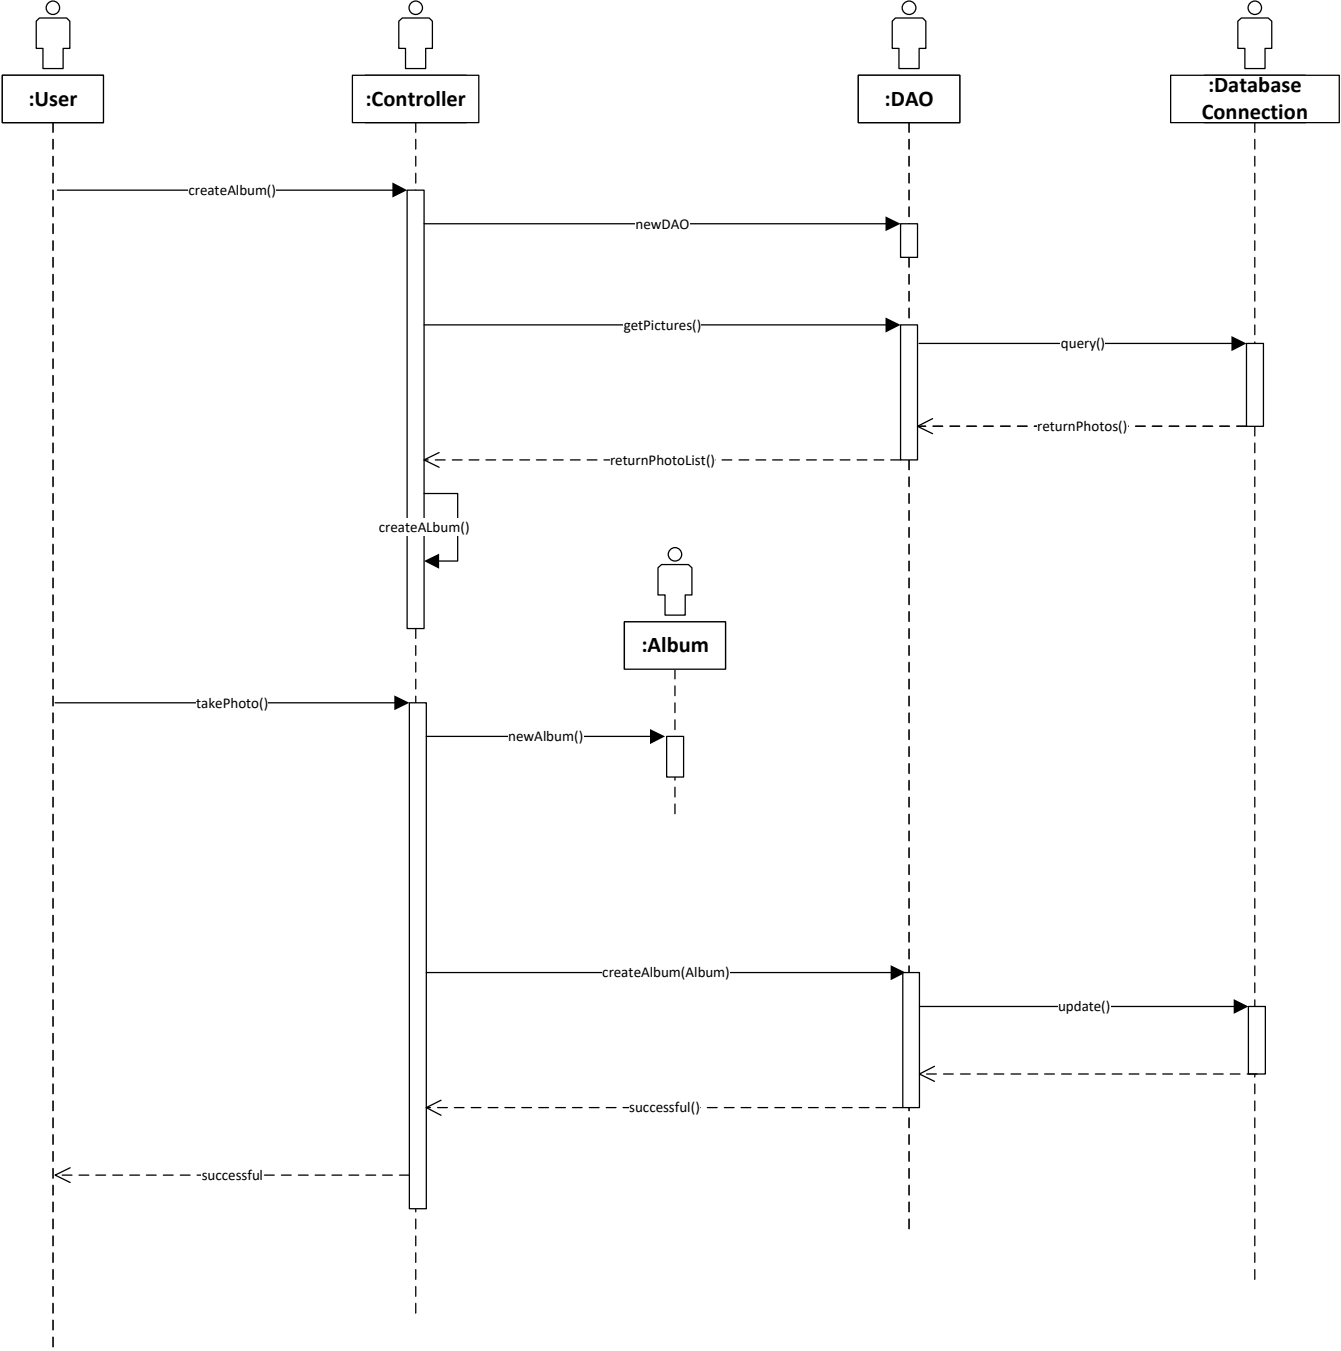 :User
:Controller
:DAO
:Database
Connection
createAlbum()
newDAO
getPictures()
query()
returnPhotos()
returnPhotoList()
createALbum()
:Album
takePhoto()
newAlbum()
createAlbum(Album)
update()
successful()
successful